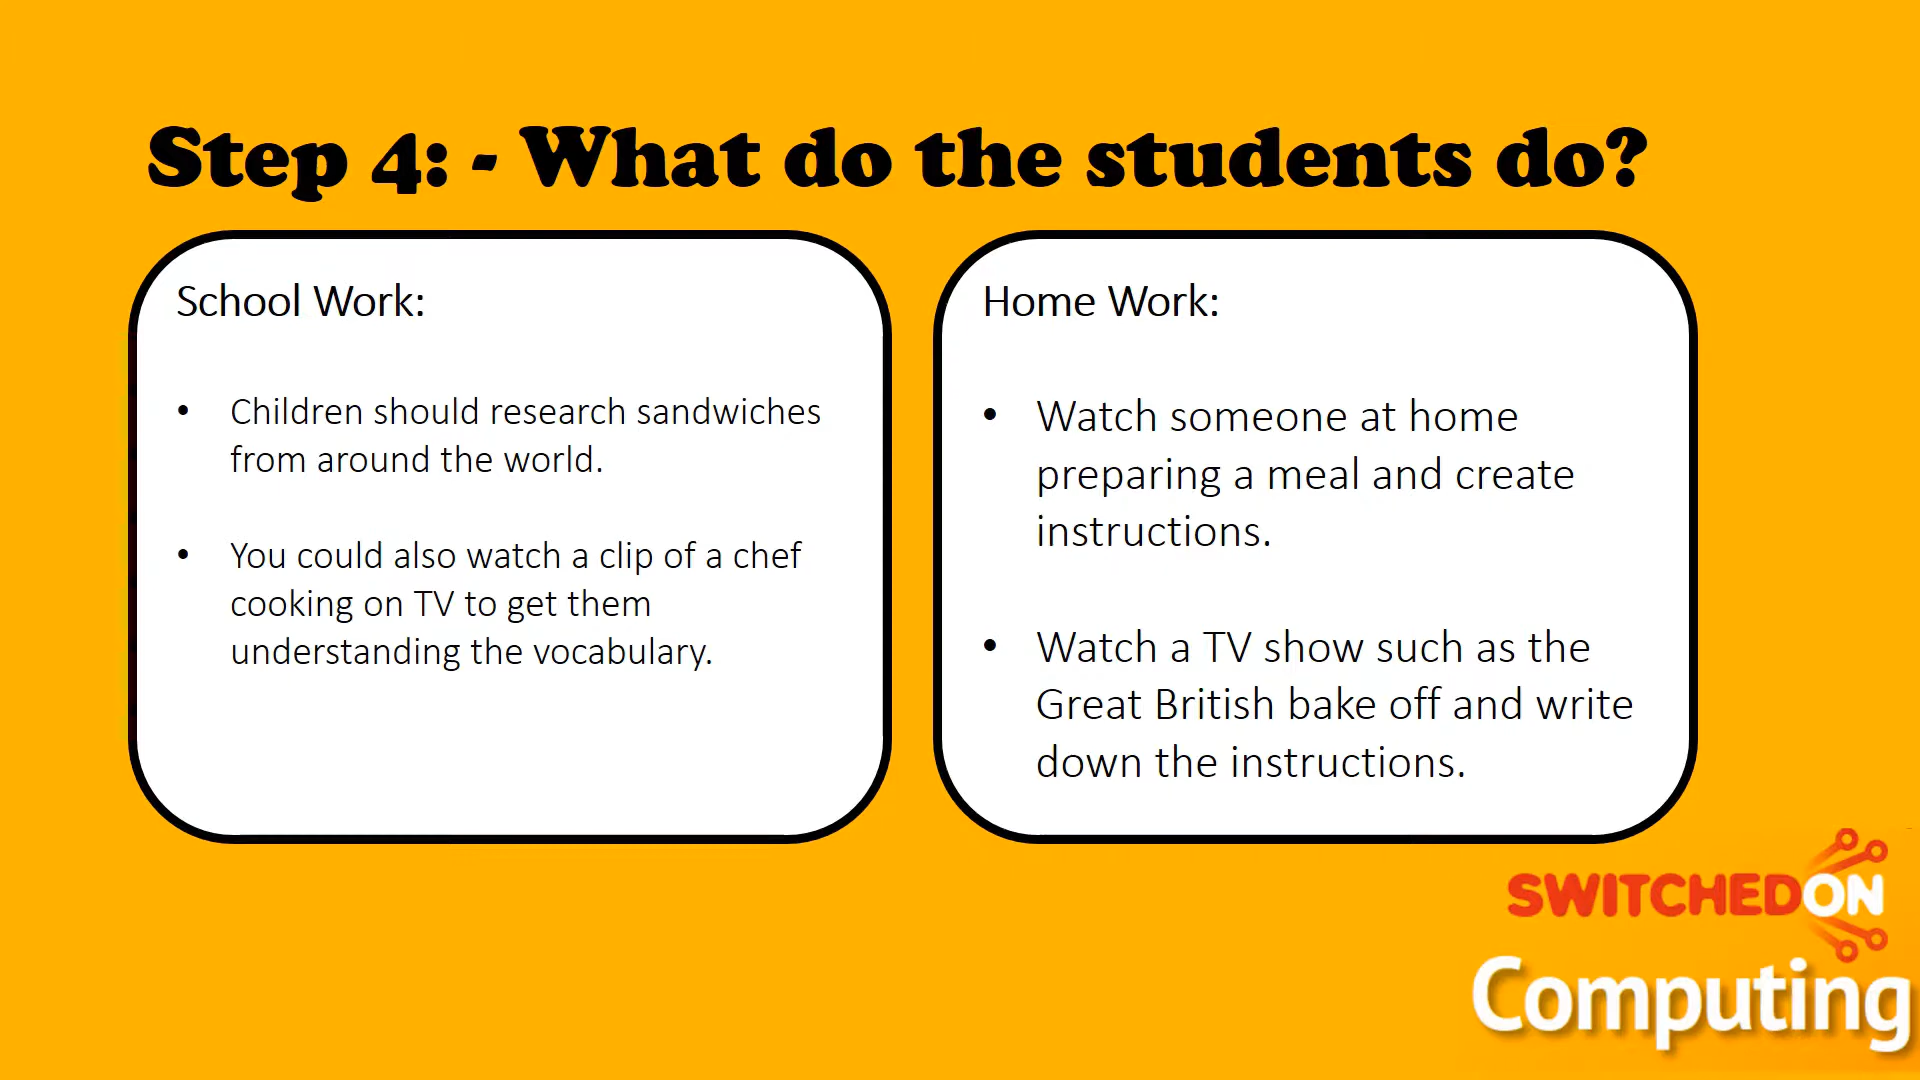 Step 4: - What do the students do?
School Work:
• Children should research sandwiches
from around the world.
• You could also watch a clip of a chef
cooking on TV to get them
understanding the vocabulary.
Home Work:
• Watch someone at home
preparing a meal and create
instructions.
• Watch a TV show such as the
Great British bake off and write
down the instructions.
SWITCHEDON
Computing